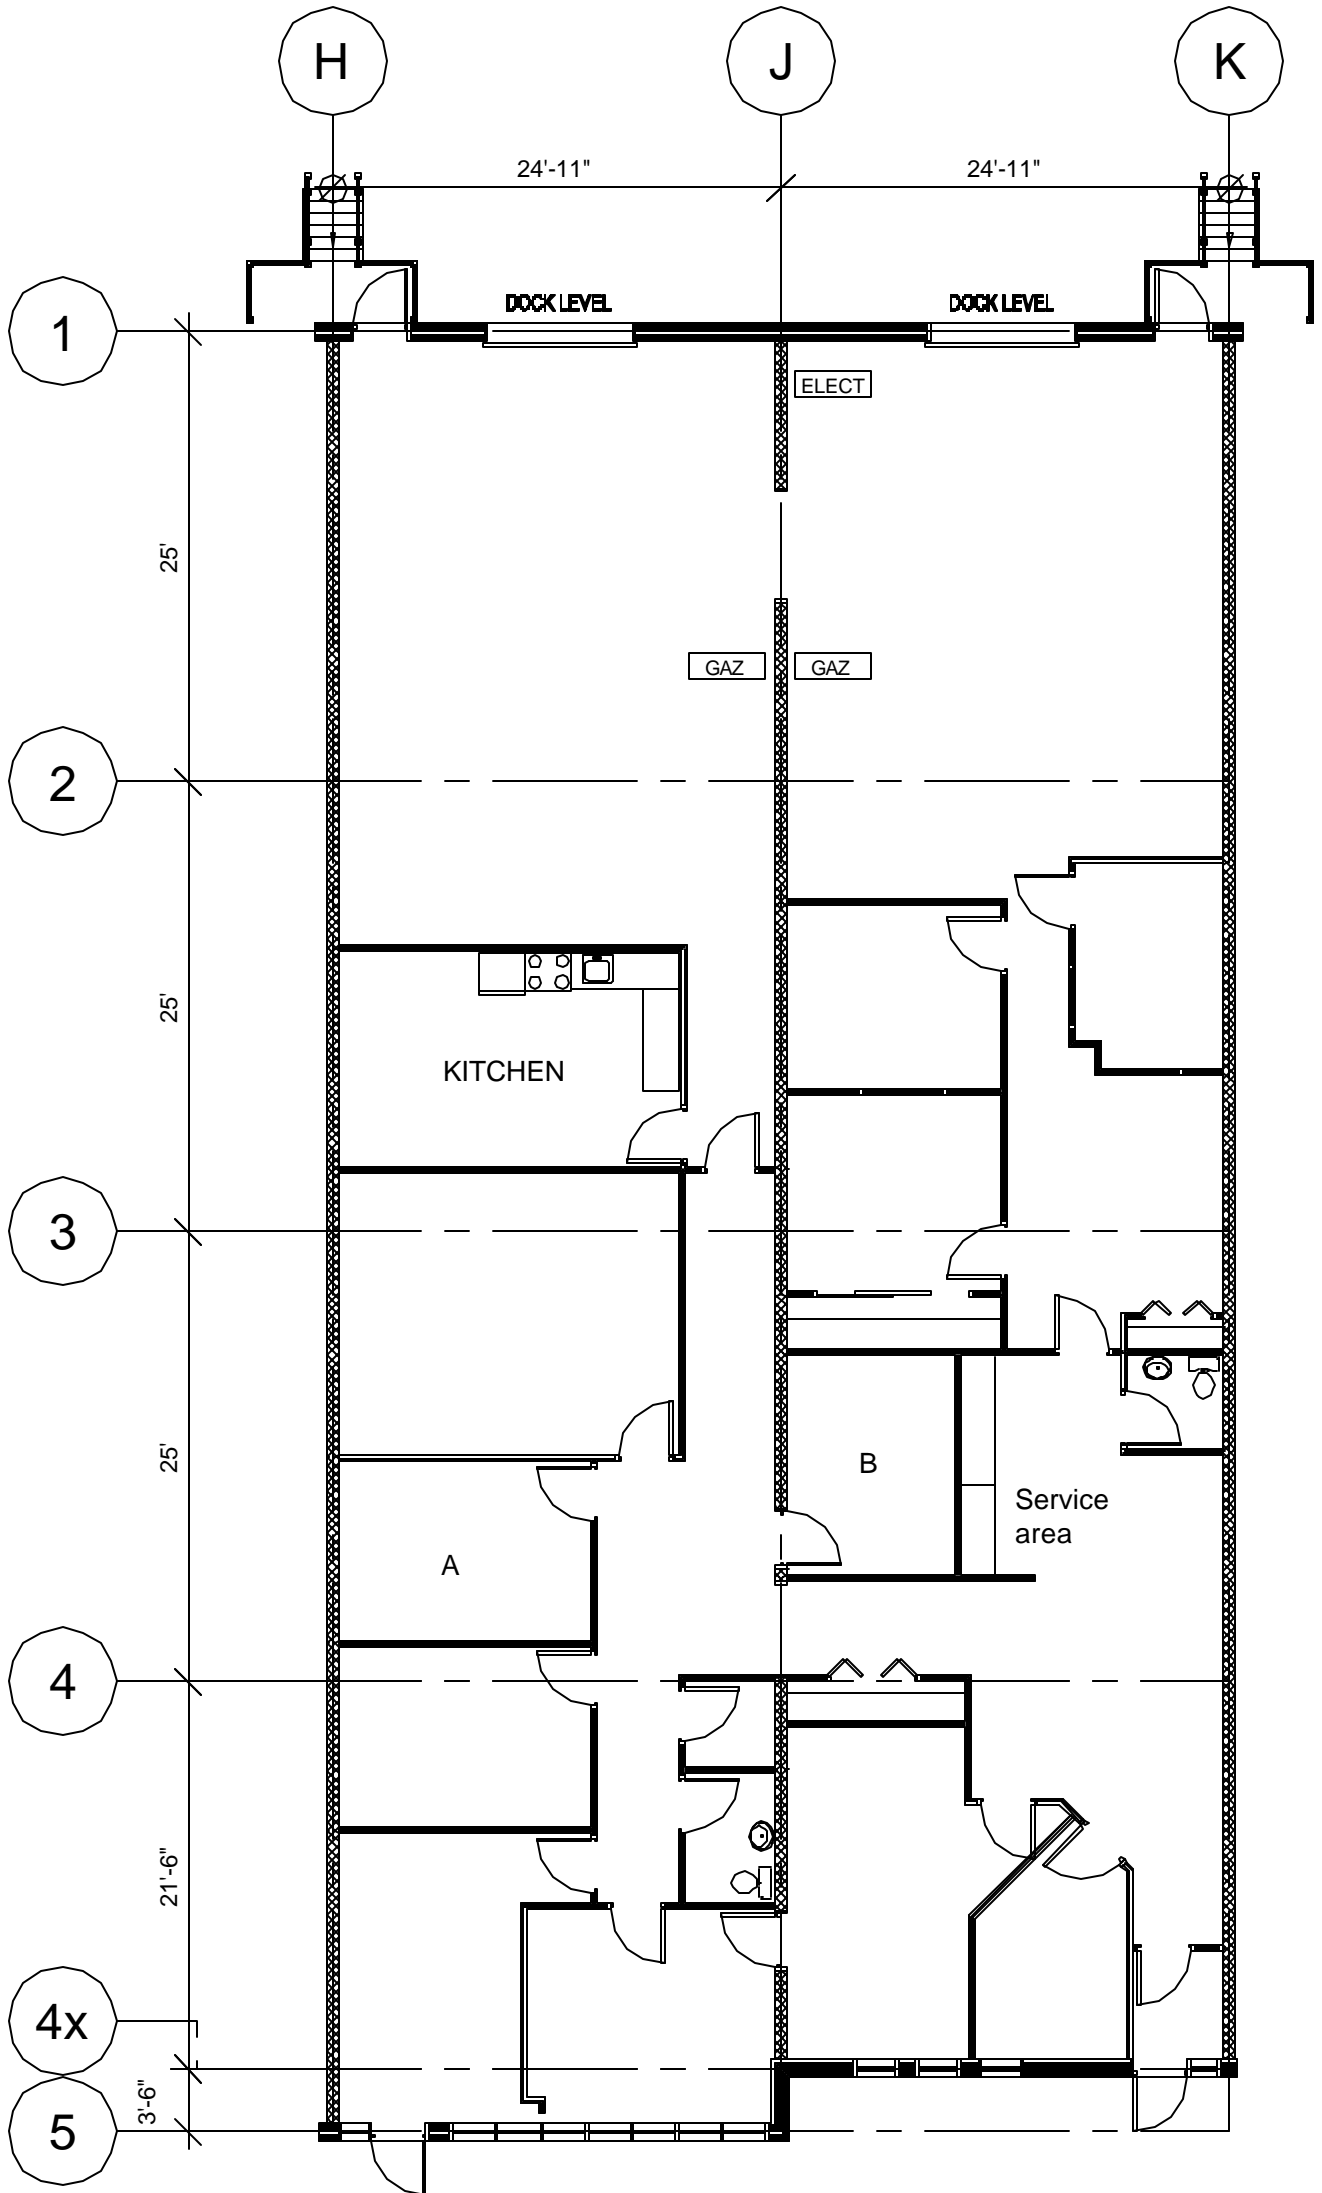 H
J
K
24'-11"
24'-11"
DOCK LEVEL
DOCK LEVEL
1
ELECT
25'
GAZ
GAZ
2
25'
KITCHEN
3
25'
B
Service
area
A
4
21'-6"
4x
3'-6"
5